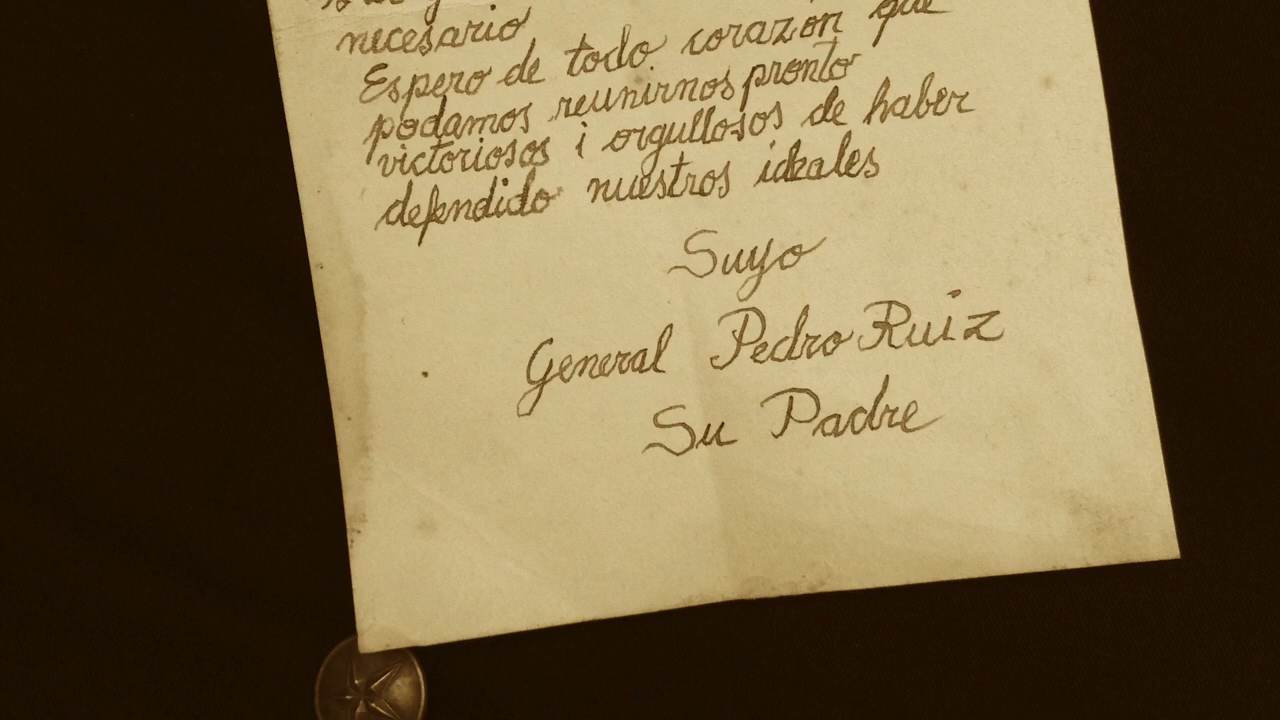 necesario
Espero de todo corazón que
podamos reunirnos pronto
victoriosos i orgullosos de haber
defendido nuestros ideales
Suyo
General Pedro Ruiz
Su Padre